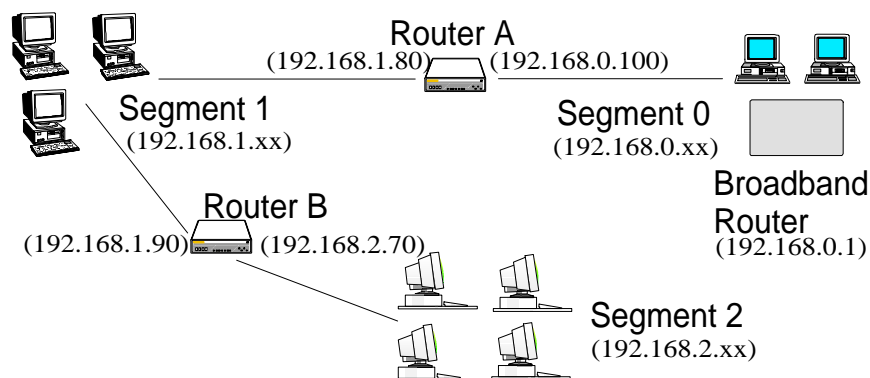 Router A
(192.168.1.80)
(192.168.0.100)
Segment 1
(192.168.1.xx)
Segment 0
(192.168.0.xx)
Broadband
Router
(192.168.0.1)
Router B
(192.168.1.90)
(192.168.2.70)
Segment 2
(192.168.2.xx)